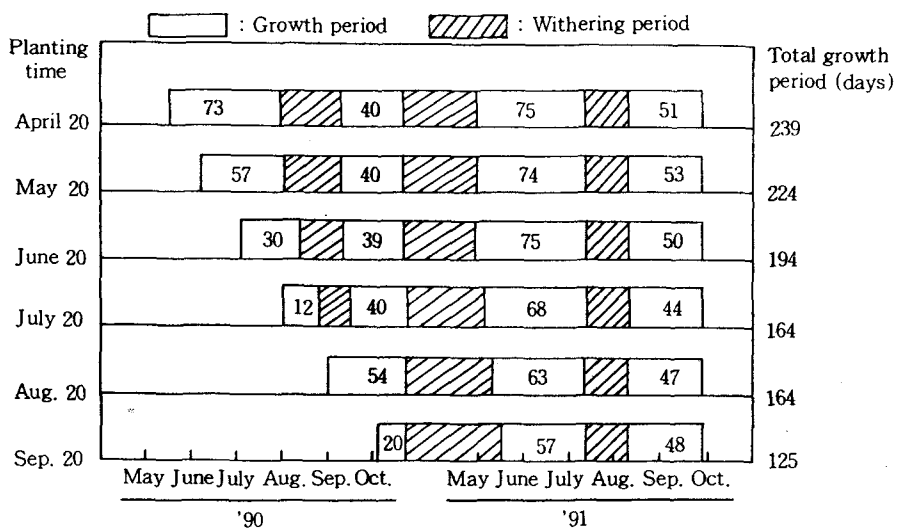 : Growth period : Withering period
Planting time
Total growth period (days)
April 20 73 40 75 51 239
May 20 57 40 74 53 224
June 20 30 39 75 50 194
July 20 12 40 68 44 164
Aug. 20 54 63 47 164
Sep. 20 20 57 48 125
May June July Aug. Sep. Oct. May June July Aug. Sep. Oct.
'90 '91